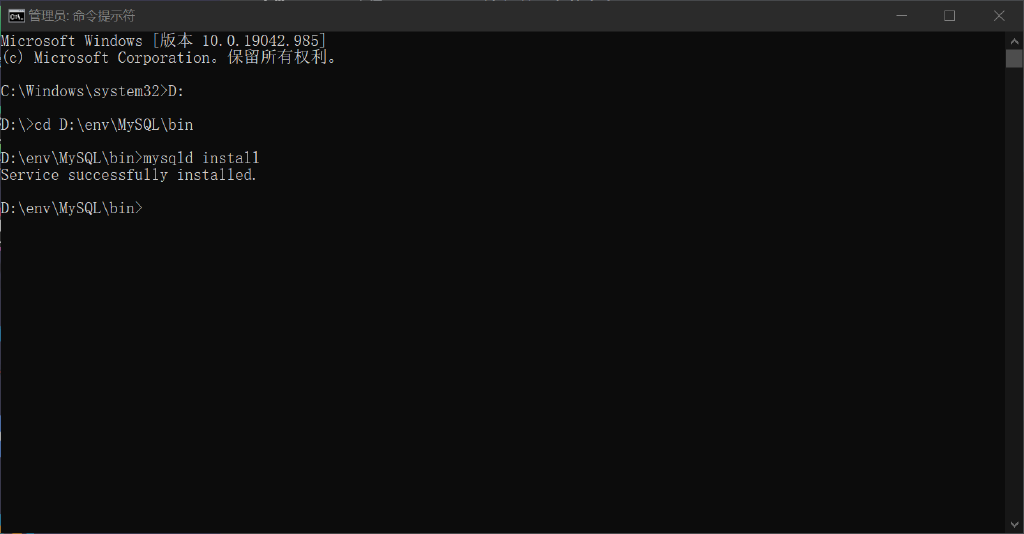 管理员: 命令提示符
Microsoft Windows [版本 10.0.19042.985]
(c) Microsoft Corporation。保留所有权利。
C:\Windows\system32>D:
D:\>cd D:\env\MySQL\bin
D:\env\MySQL\bin>mysqld install
Service successfully installed.
D:\env\MySQL\bin>